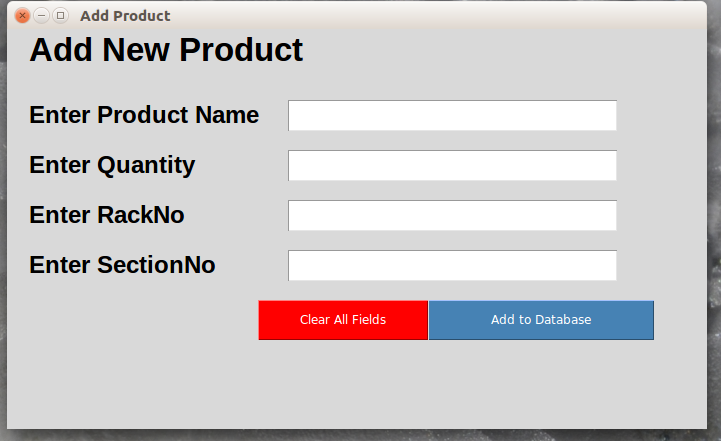 Add Product
Add New Product
Enter Product Name
Enter Quantity
Enter RackNo
Enter SectionNo
Clear All Fields Add to Database